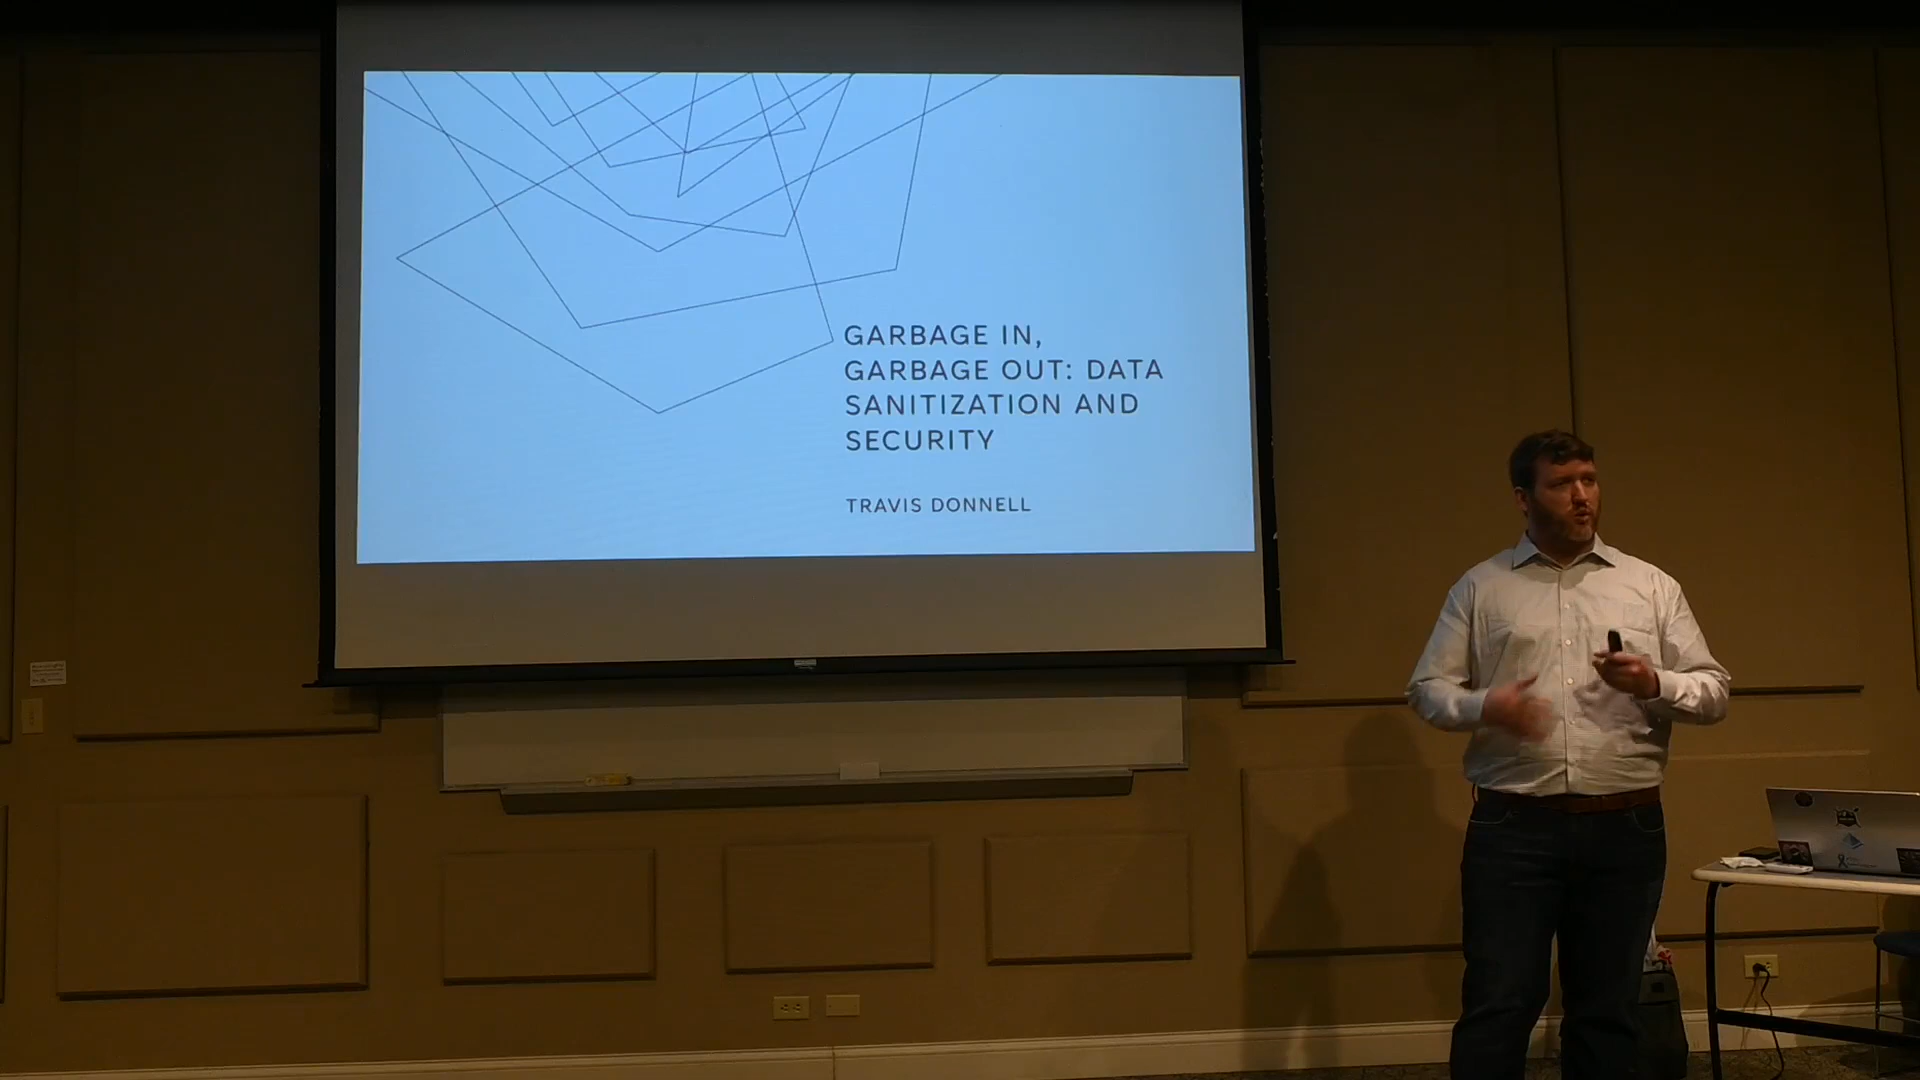 GARBAGE IN,
GARBAGE OUT: DATA
SANITIZATION AND
SECURITY
TRAVIS DONNELL